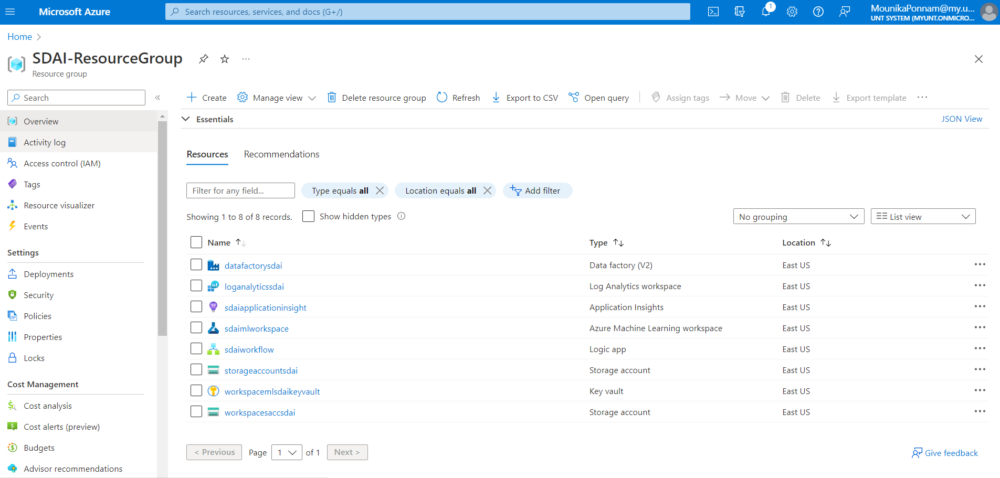 Microsoft Azure
Search resources, services, and docs (G+/)
1
MounikaPonnam@my.u...
UNT SYSTEM (MYUNT.ONMICRO...
Home
SDAI-ResourceGroup
Resource group
Search
Create
Manage view
Delete resource group
Refresh
Export to CSV
Open query
Assign tags
Move
Delete
Export template
Essentials
JSON View
Overview
Activity log
Access control (IAM)
Tags
Resource visualizer
Events
Settings
Deployments
Security
Policies
Properties
Locks
Cost Management
Cost analysis
Cost alerts (preview)
Budgets
Advisor recommendations
Resources
Recommendations
Filter for any field...
Type equals all
Location equals all
Add filter
Showing 1 to 8 of 8 records.
Show hidden types
No grouping
List view
Name Type Location
datafactorysdai Data factory (V2) East US
loganalyticssdai Log Analytics workspace East US
sdaiapplicationinsight Application Insights East US
sdaimlworkspace Azure Machine Learning workspace East US
sdaiworkflow Logic app East US
storageaccountsdai Storage account East US
workspacemlsdaikeyvault Key vault East US
workspacesaccsdai Storage account East US
< Previous Page 1 of 1 Next >
Give feedback